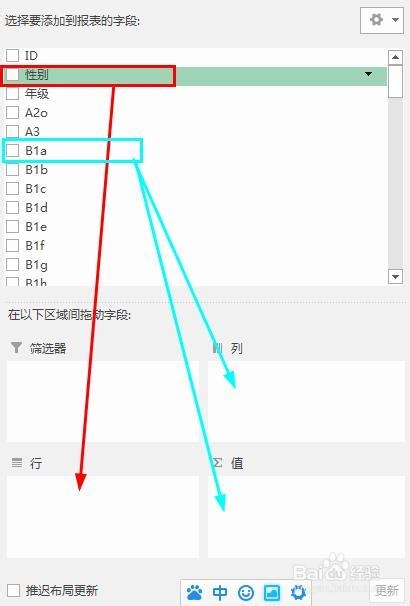 选择要添加到报表的字段:
ID
性别
年级
A2o
A3
B1a
B1b
B1c
B1d
B1e
B1f
B1g
B1h
在以下区域间拖动字段:
筛选器
列
行
Σ 值
Baidu 经验
推迟布局更新
中
更新